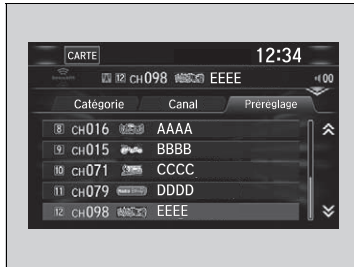 CARTE 12:34
12 CH098 EEEE 00
Catégorie Canal Préréglage
8 CH016 AAAA
9 CH015 BBBB
10 CH071 CCCC
11 CH079 DDDD
12 CH098 EEEE